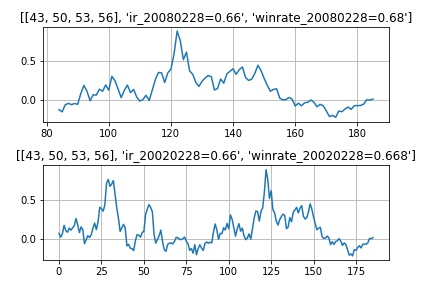 [[43, 50, 53, 56], 'ir_20080228=0.66', 'winrate_20080228=0.68']
0.5
0.0
80 100 120 140 160 180
[[43, 50, 53, 56], 'ir_20020228=0.66', 'winrate_20020228=0.668']
0.5
0.0
0 25 50 75 100 125 150 175